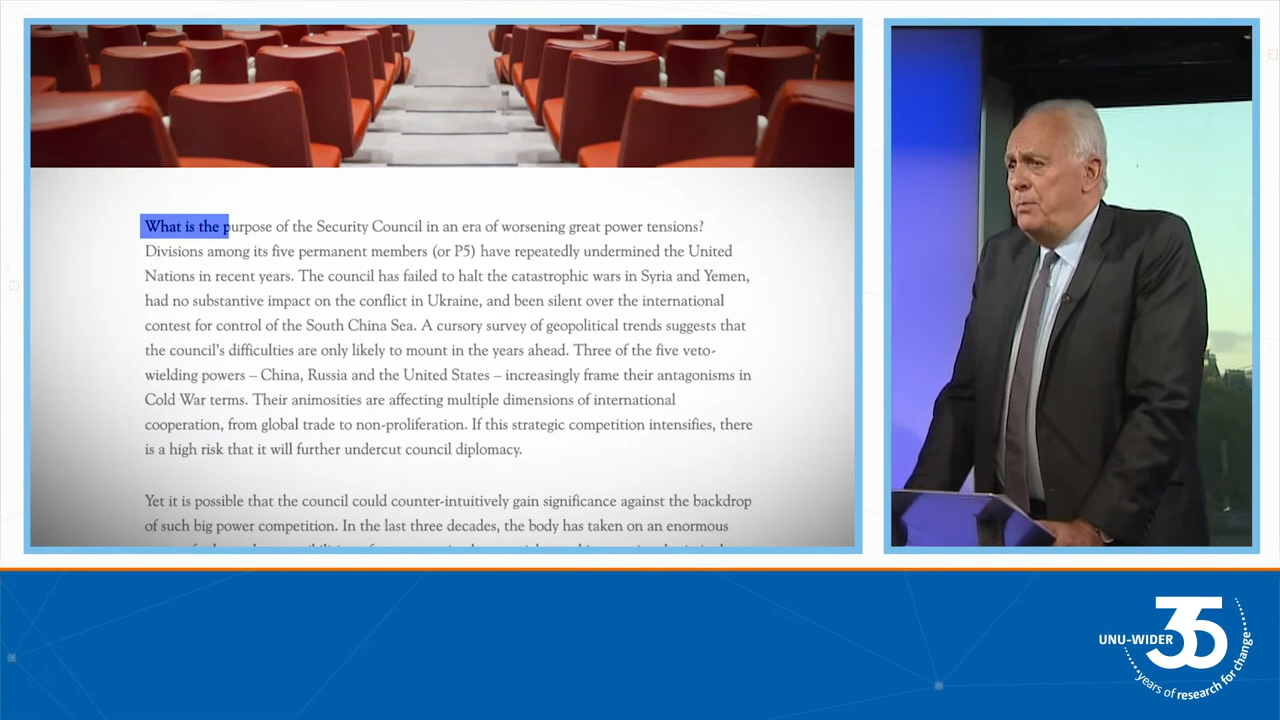 What is the purpose of the Security Council in an era of worsening great power tensions?
Divisions among its five permanent members (or P5) have repeatedly undermined the United
Nations in recent years. The council has failed to halt the catastrophic wars in Syria and Yemen,
had no substantive impact on the conflict in Ukraine, and been silent over the international
contest for control of the South China Sea. A cursory survey of geopolitical trends suggests that
the council’s difficulties are only likely to mount in the years ahead. Three of the five veto-
wielding powers – China, Russia and the United States – increasingly frame their antagonisms in
Cold War terms. Their animosities are affecting multiple dimensions of international
cooperation, from global trade to non-proliferation. If this strategic competition intensifies, there
is a high risk that it will further undercut council diplomacy.
Yet it is possible that the council could counter-intuitively gain significance against the backdrop
of such big power competition. In the last three decades, the body has taken on an enormous
UNU-WIDER
35
years of research for change